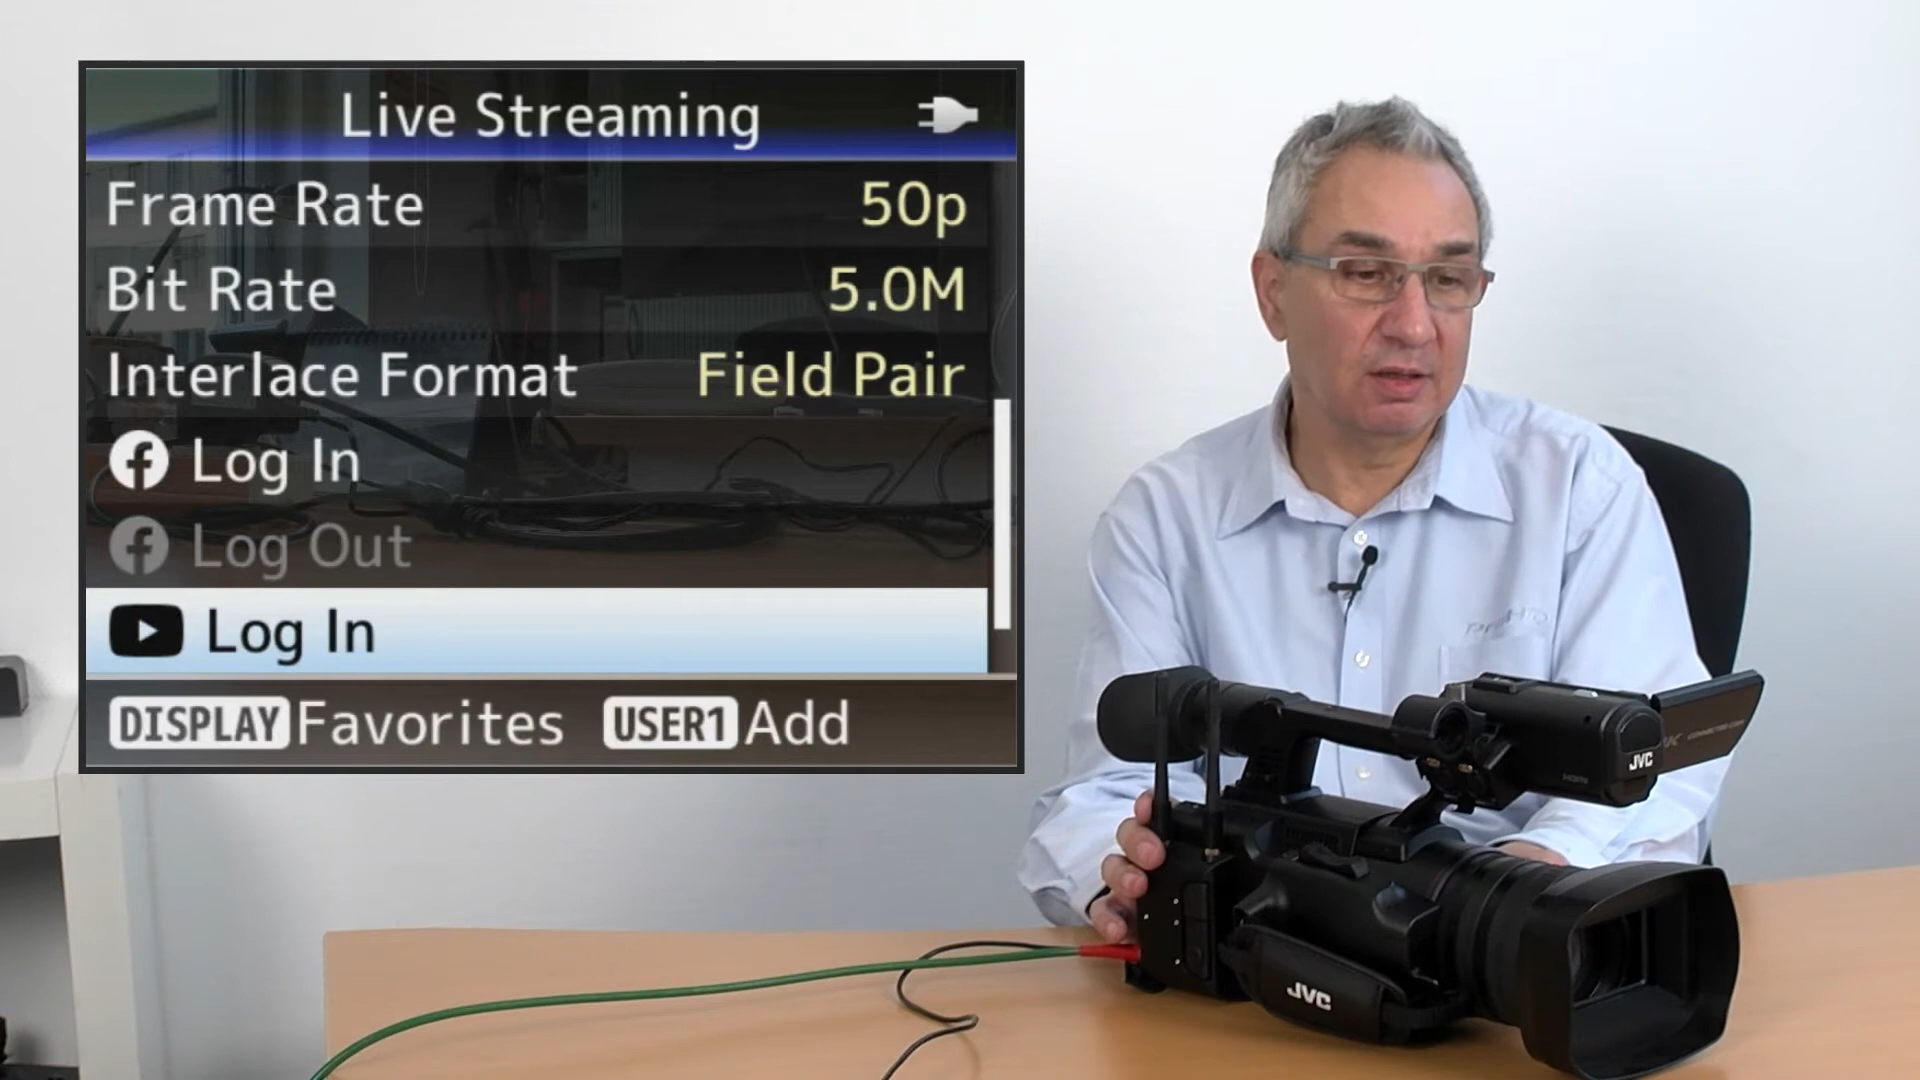 Live Streaming
Frame Rate 50p
Bit Rate 5.0M
Interlace Format Field Pair
Log In
Log Out
Log In
DISPLAY Favorites USER1 Add
JVC
JVC